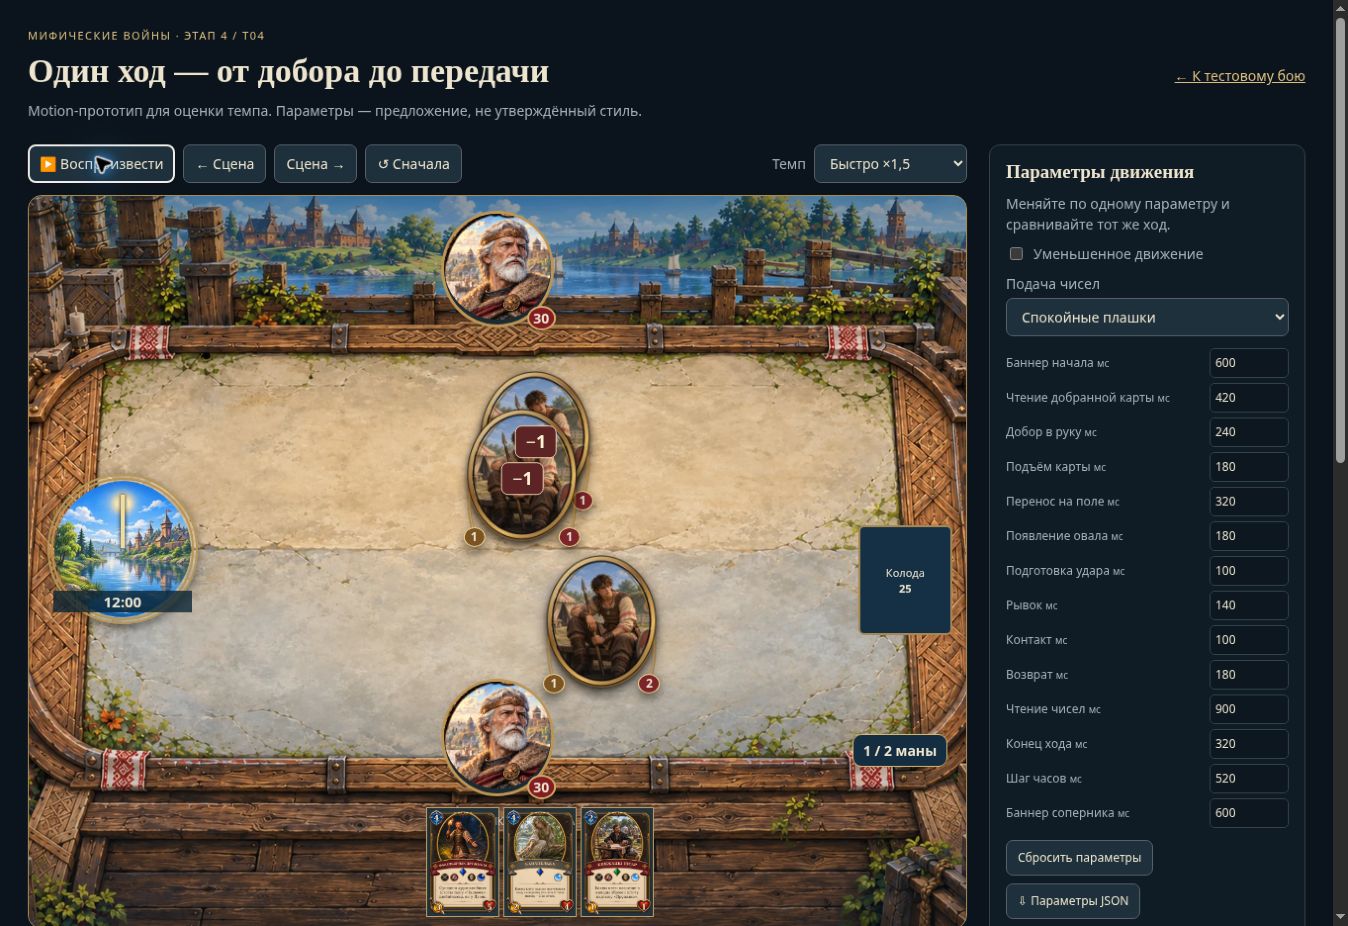 МИФИЧЕСКИЕ ВОЙНЫ · ЭТАП 4 / T04
Один ход — от добора до передачи
← К тестовому бою
Motion-прототип для оценки темпа. Параметры — предложение, не утверждённый стиль.
Воспроизвести
← Сцена
Сцена →
↺ Сначала
Темп
Быстро ×1,5
30
−1
−1
1
1
1
12:00
Колода
25
1
2
1 / 2 маны
30
Параметры движения
Меняйте по одному параметру и
сравнивайте тот же ход.
Уменьшенное движение
Подача чисел
Спокойные плашки
Баннер начала мс 600
Чтение добранной карты мс 420
Добор в руку мс 240
Подъём карты мс 180
Перенос на поле мс 320
Появление овала мс 180
Подготовка удара мс 100
Рывок мс 140
Контакт мс 100
Возврат мс 180
Чтение чисел мс 900
Конец хода мс 320
Шаг часов мс 520
Баннер соперника мс 600
Сбросить параметры
⇩ Параметры JSON